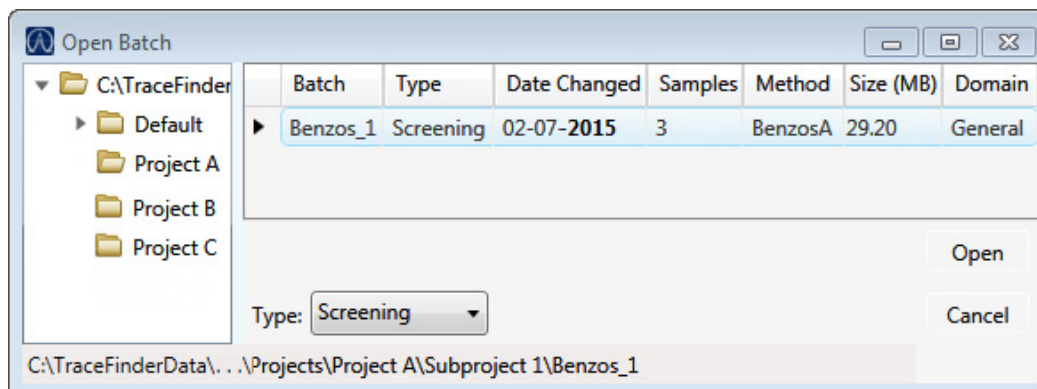 Open Batch
C:\TraceFinder
Default
Project A
Project B
Project C
Batch Type Date Changed Samples Method Size (MB) Domain
Benzos_1 Screening 02-07-2015 3 BenzosA 29.20 General
Open
Type: Screening
Cancel
C:\TraceFinderData\. . .\Projects\Project A\Subproject 1\Benzos_1